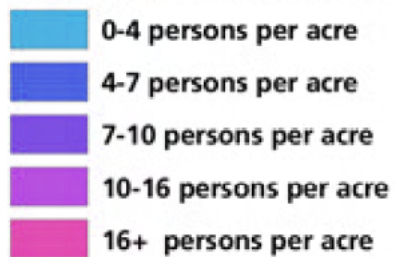 0-4 persons per acre
4-7 persons per acre
7-10 persons per acre
10-16 persons per acre
16+ persons per acre